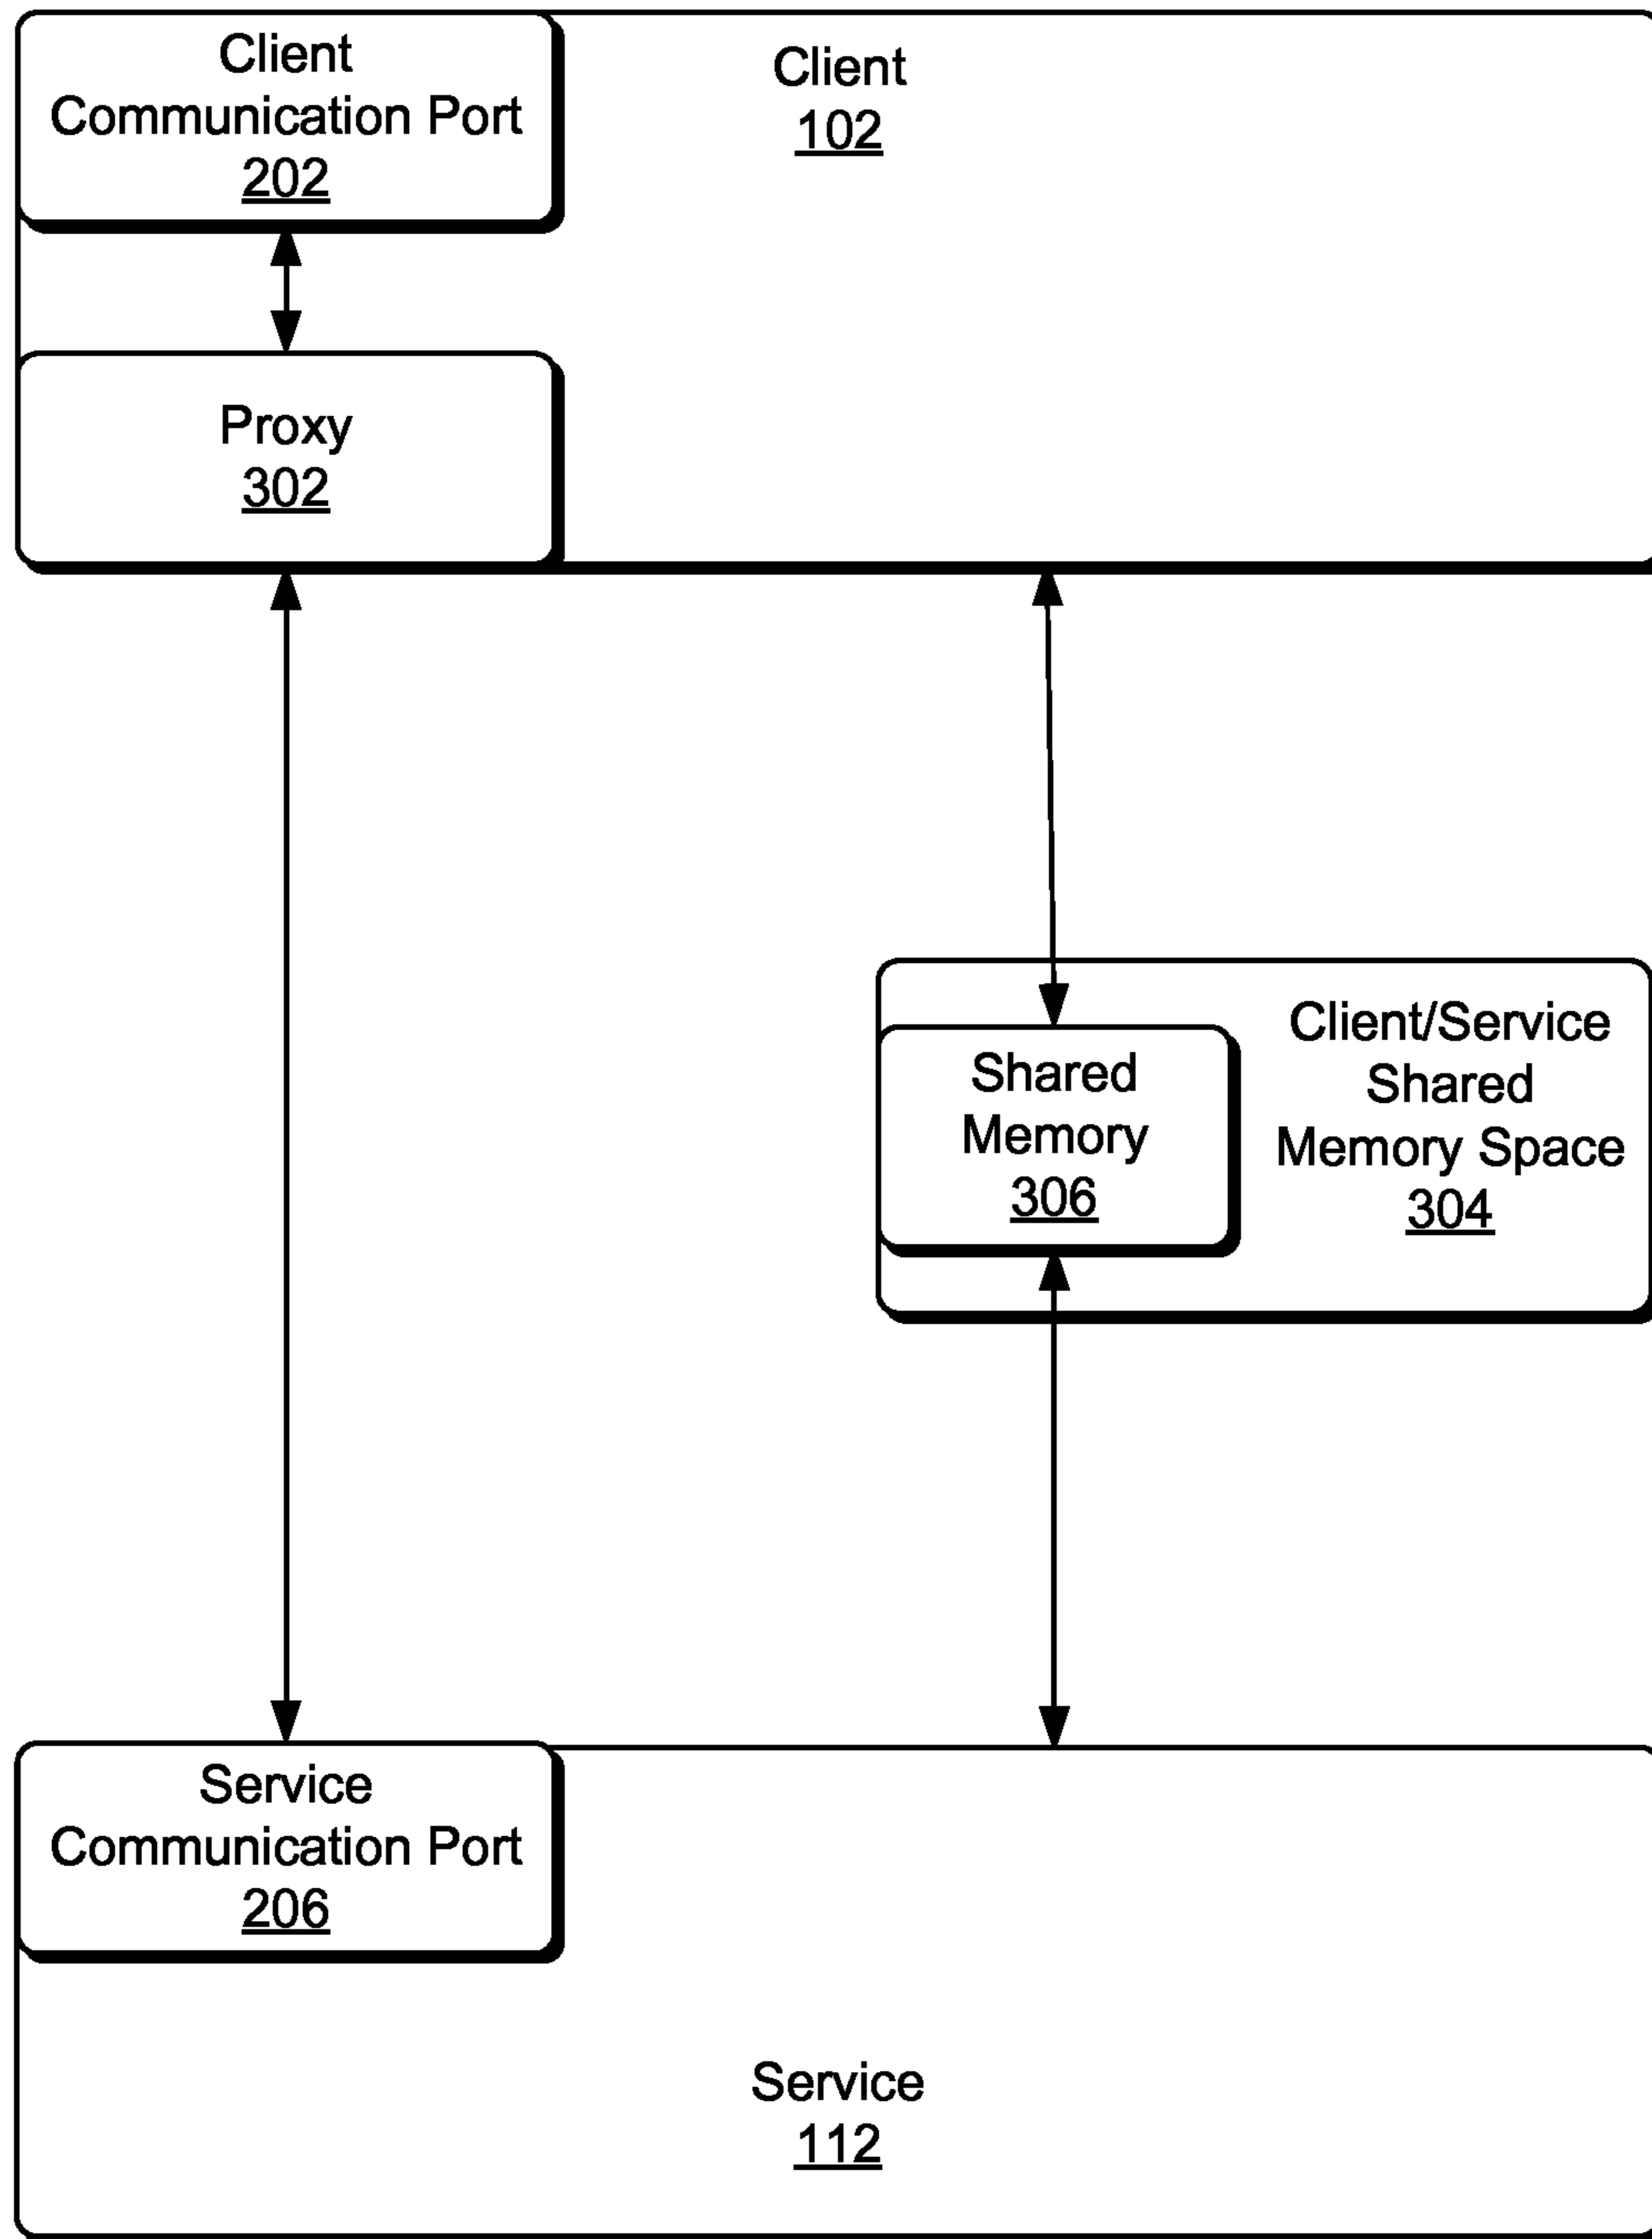 Client
Communication Port
202
Client
102
Proxy
302
Shared
Memory
306
Client/Service
Shared
Memory Space
304
Service
Communication Port
206
Service
112